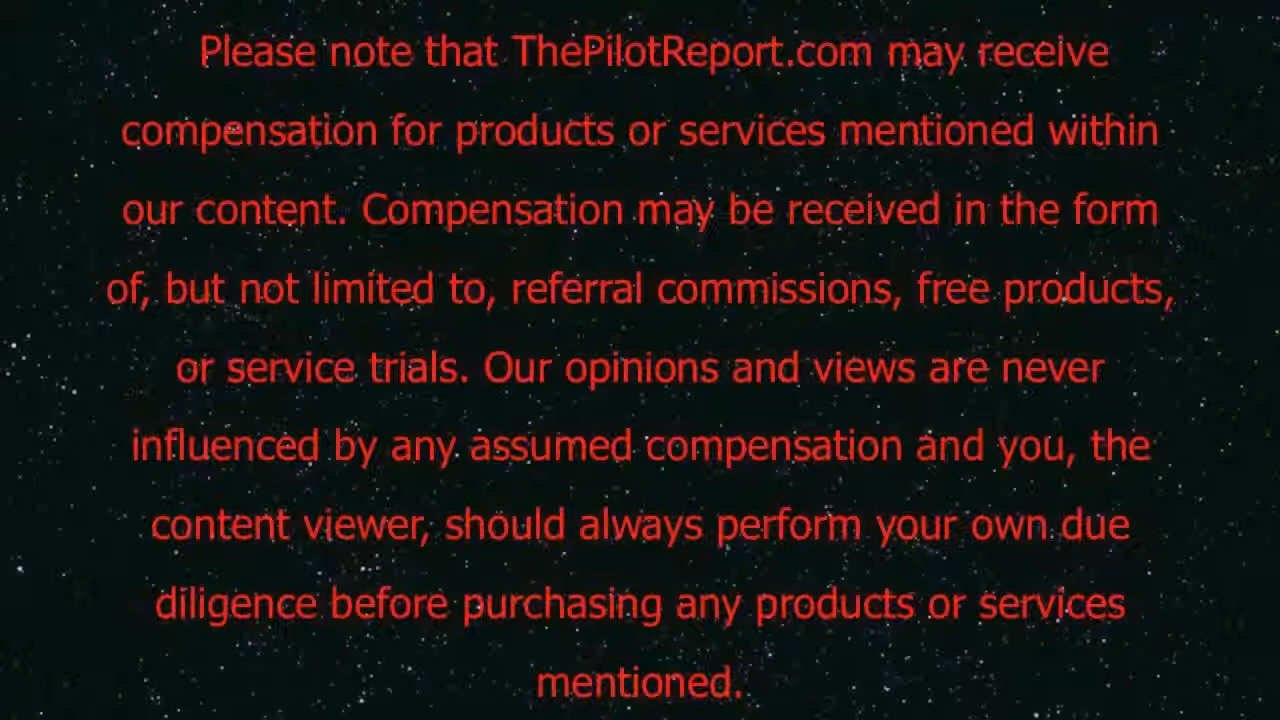 Please note that ThePilotReport.com may receive
compensation for products or services mentioned within
our content. Compensation may be received in the form
of, but not limited to, referral commissions, free products,
or service trials. Our opinions and views are never
influenced by any assumed compensation and you, the
content viewer, should always perform your own due
diligence before purchasing any products or services
mentioned.